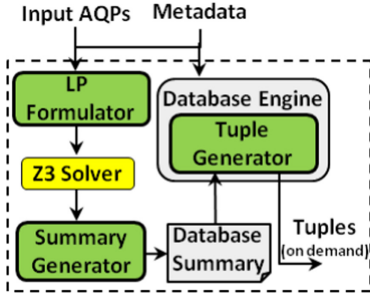 Input AQPs
Metadata
LP
Formulator
Database Engine
Tuple
Generator
Z3 Solver
Summary
Generator
Database
Summary
Tuples
(on demand)